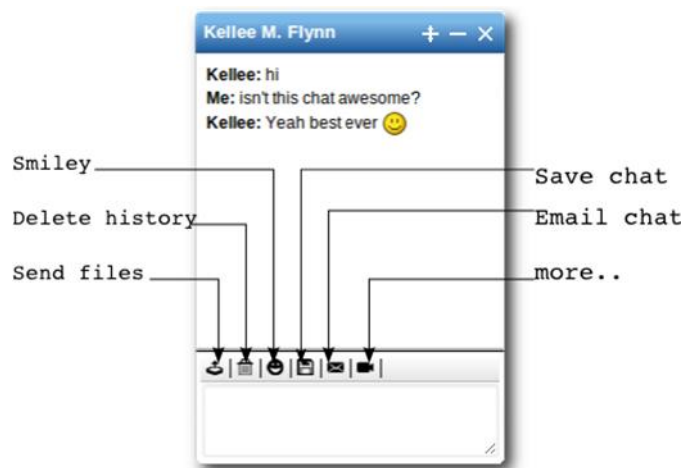 Kellee M. Flynn
Kellee: hi
Me: isn't this chat awesome?
Kellee: Yeah best ever
Smiley
Delete history
Send files
Save chat
Email chat
more..